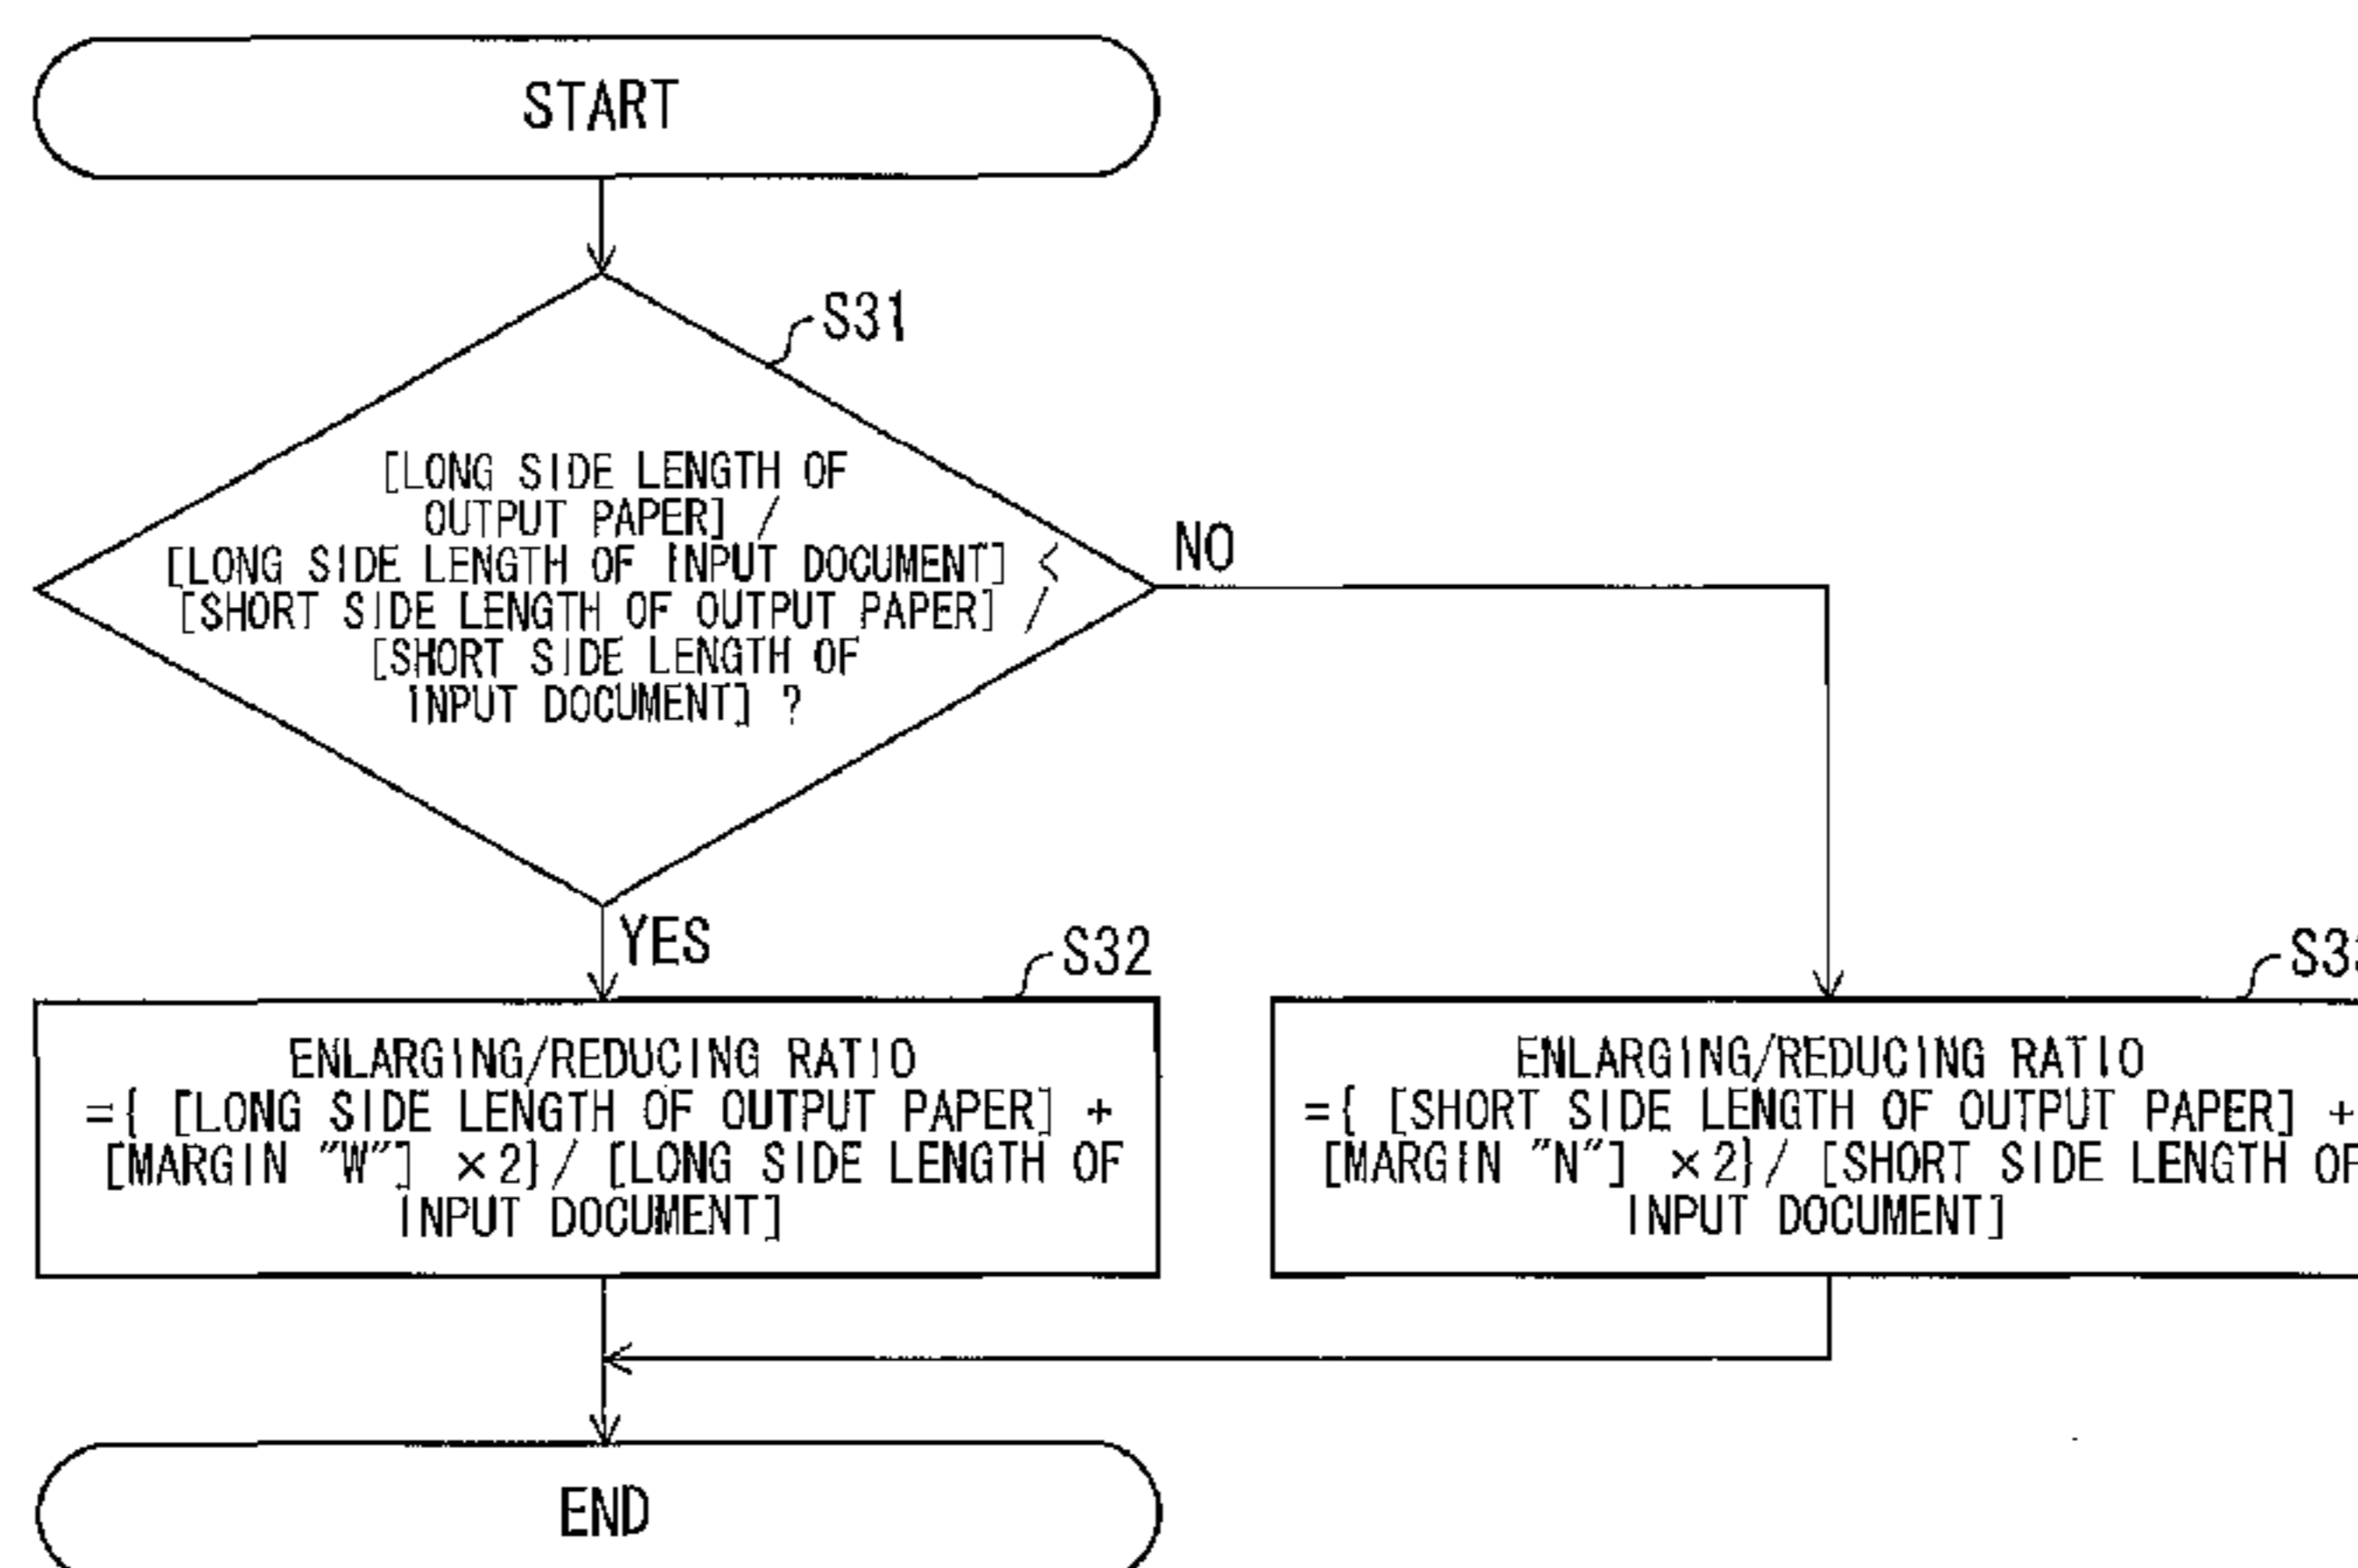 START
S31
[LONG SIDE LENGTH OF
OUTPUT PAPER] /
[LONG SIDE LENGTH OF INPUT DOCUMENT] <
[SHORT SIDE LENGTH OF OUTPUT PAPER] /
[SHORT SIDE LENGTH OF
INPUT DOCUMENT] ?
NO
YES
S32
ENLARGING/REDUCING RATIO
={ [LONG SIDE LENGTH OF OUTPUT PAPER] +
[MARGIN "W"] ×2}/ [LONG SIDE LENGTH OF
INPUT DOCUMENT]
S33
ENLARGING/REDUCING RATIO
={ [SHORT SIDE LENGTH OF OUTPUT PAPER] +
[MARGIN "N"] ×2}/ [SHORT SIDE LENGTH OF
INPUT DOCUMENT]
END